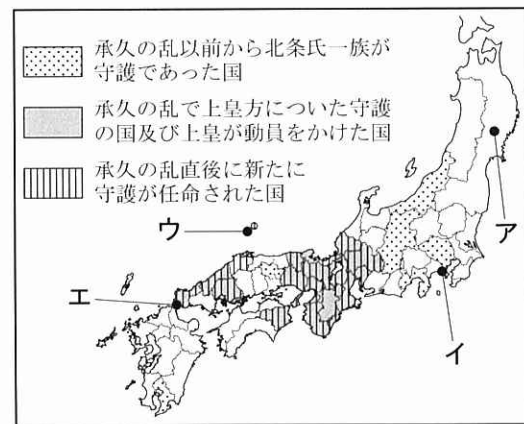 承久の乱以前から北条氏一族が
守護であった国
承久の乱で上皇方についた守護
の国及び上皇が動員をかけた国
承久の乱直後に新たに
守護が任命された国
ウ
ア
エ
イ